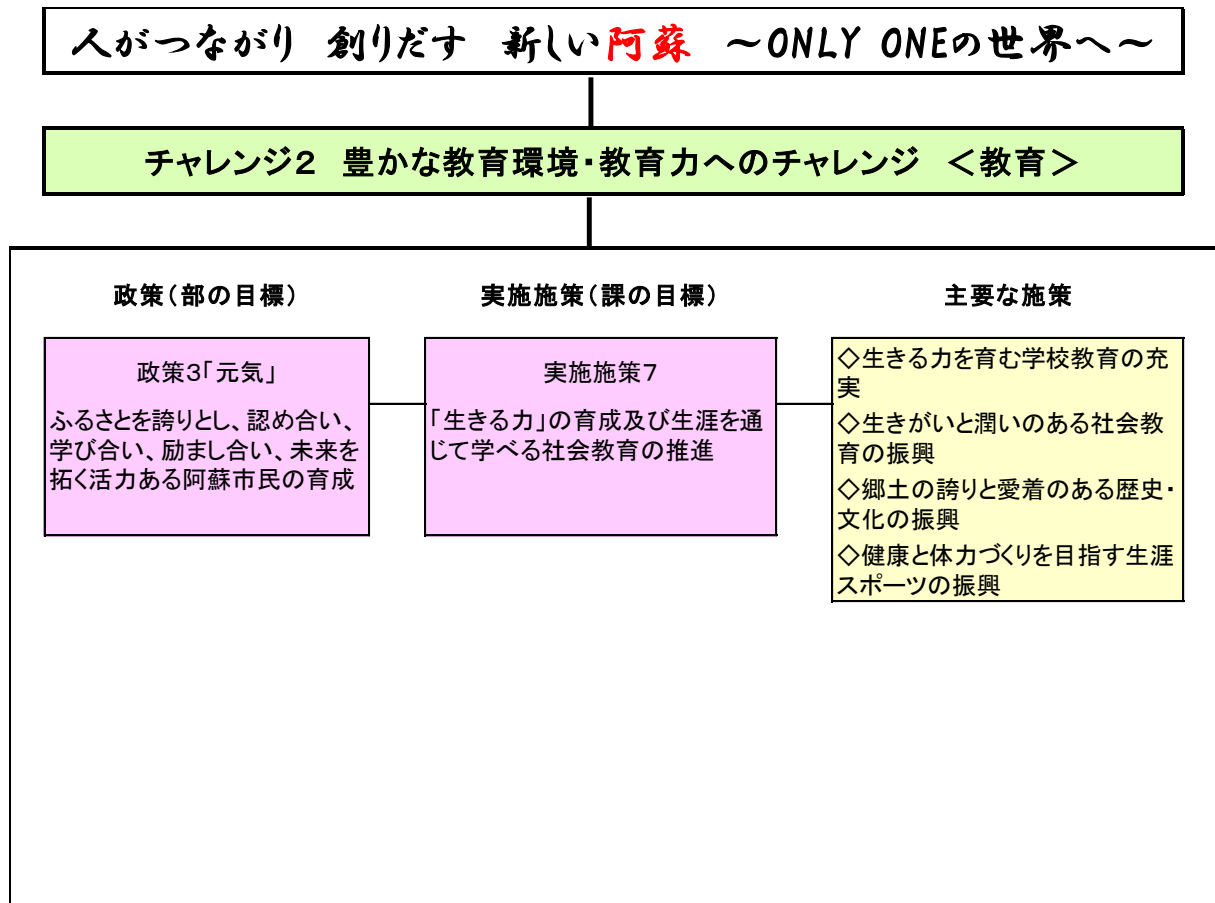 人がつながり 創りだす 新しい阿蘇 ～ONLY ONEの世界へ～
チャレンジ2 豊かな教育環境・教育力へのチャレンジ ＜教育＞
政策（部の目標）
実施施策（課の目標）
主要な施策
政策3「元気」
ふるさとを誇りとし、認め合い、
学び合い、励まし合い、未来を
拓く活力ある阿蘇市民の育成
実施施策7
「生きる力」の育成及び生涯を通
じて学べる社会教育の推進
◇生きる力を育む学校教育の充
実
◇生きがいと潤いのある社会教
育の振興
◇郷土の誇りと愛着のある歴史・
文化の振興
◇健康と体力づくりを目指す生涯
スポーツの振興